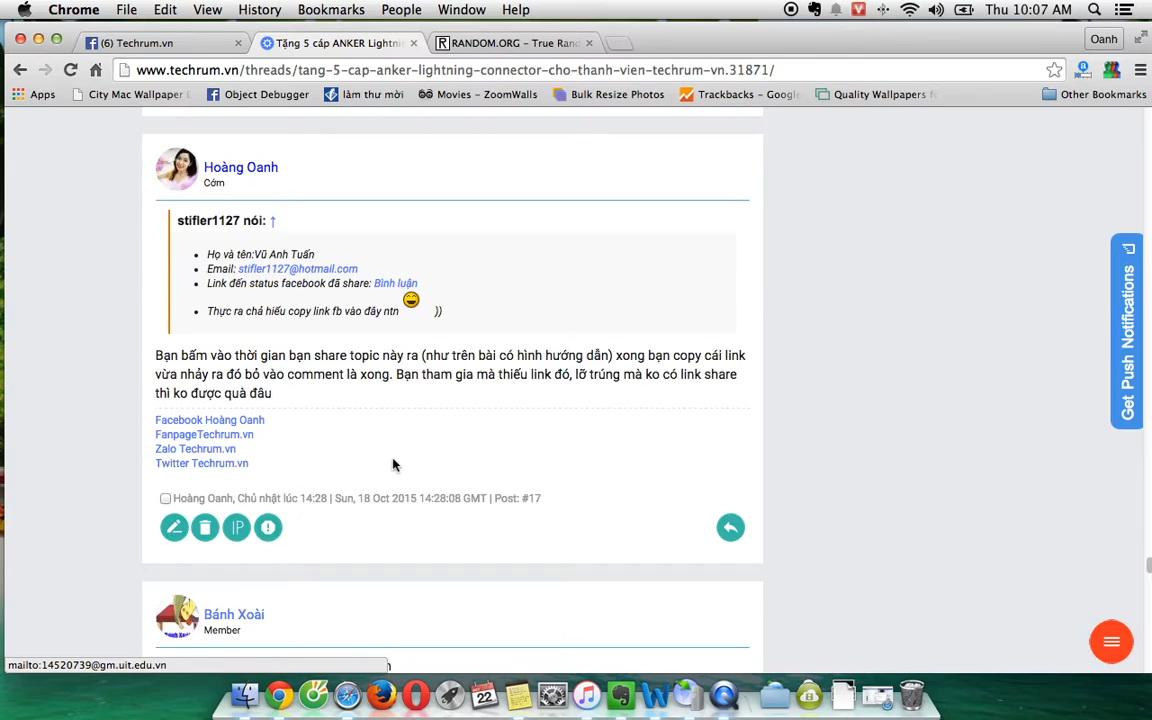 Chrome File Edit View History Bookmarks People Window Help Thu 10:07 AM
(6) Techrum.vn
Tặng 5 cáp ANKER Lightni
RANDOM.ORG – True Ran
Oanh
www.techrum.vn/threads/tang-5-cap-anker-lightning-connector-cho-thanh-vien-techrum-vn.31871/
Apps City Mac Wallpaper Object Debugger làm thư mời Movies - ZoomWalls Bulk Resize Photos Trackbacks - Google Quality Wallpapers Other Bookmarks
Hoàng Oanh
Cớm
stifler1127 nói: ↑
• Họ và tên:Vũ Anh Tuấn
• Email: stifler1127@hotmail.com
• Link đến status facebook đã share: Bình luận
• Thực ra chả hiểu copy link fb vào đây ntn ))
Bạn bấm vào thời gian bạn share topic này ra (như trên bài có hình hướng dẫn) xong bạn copy cái link
vừa nhảy ra đó bỏ vào comment là xong. Bạn tham gia mà thiếu link đó, lỡ trúng mà ko có link share
thì ko được quà đâu
Facebook Hoàng Oanh
FanpageTechrum.vn
Zalo Techrum.vn
Twitter Techrum.vn
Hoàng Oanh, Chủ nhật lúc 14:28 | Sun, 18 Oct 2015 14:28:08 GMT | Post: #17
IP
Bánh Xoài
Member
Get Push Notifications
mailto:14520739@gm.uit.edu.vn
22